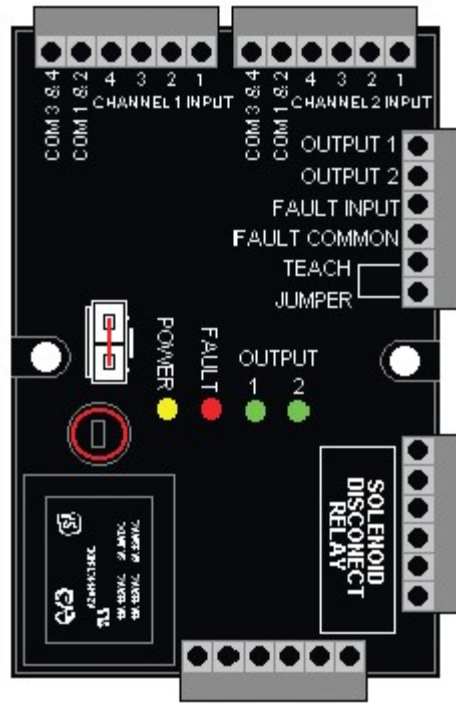 COM 3 & 4
COM 1 & 2
4 3 2 1
CHANNEL 1 INPUT
COM 3 & 4
COM 1 & 2
4 3 2 1
CHANNEL 2 INPUT
OUTPUT 1
OUTPUT 2
FAULT INPUT
FAULT COMMON
TEACH
JUMPER
POWER
FAULT
OUTPUT
1 2
SOLENOID
DISCONECT
RELAY